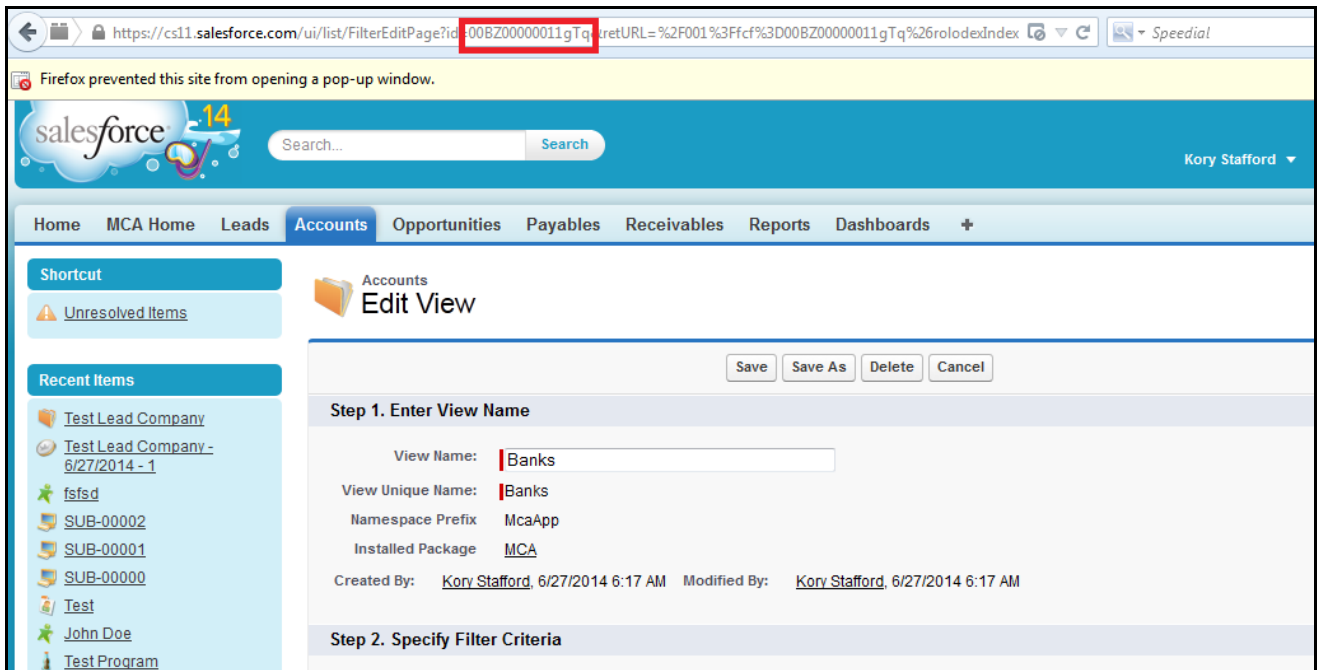 https://cs11.salesforce.com/ui/list/FilterEditPage?id=00BZ00000011gTq&retURL=%2F001%3Ffcf%3D00BZ00000011gTq%26rolodexIndex
Speedial
Firefox prevented this site from opening a pop-up window.
salesforce '14
Search...
Search
Kory Stafford
Home MCA Home Leads Accounts Opportunities Payables Receivables Reports Dashboards +
Shortcut
Unresolved Items
Recent Items
Test Lead Company
Test Lead Company -
6/27/2014 - 1
fsfsd
SUB-00002
SUB-00001
SUB-00000
Test
John Doe
Test Program
Accounts
Edit View
Save Save As Delete Cancel
Step 1. Enter View Name
View Name: Banks
View Unique Name: Banks
Namespace Prefix McaApp
Installed Package MCA
Created By: Kory Stafford, 6/27/2014 6:17 AM Modified By: Kory Stafford, 6/27/2014 6:17 AM
Step 2. Specify Filter Criteria